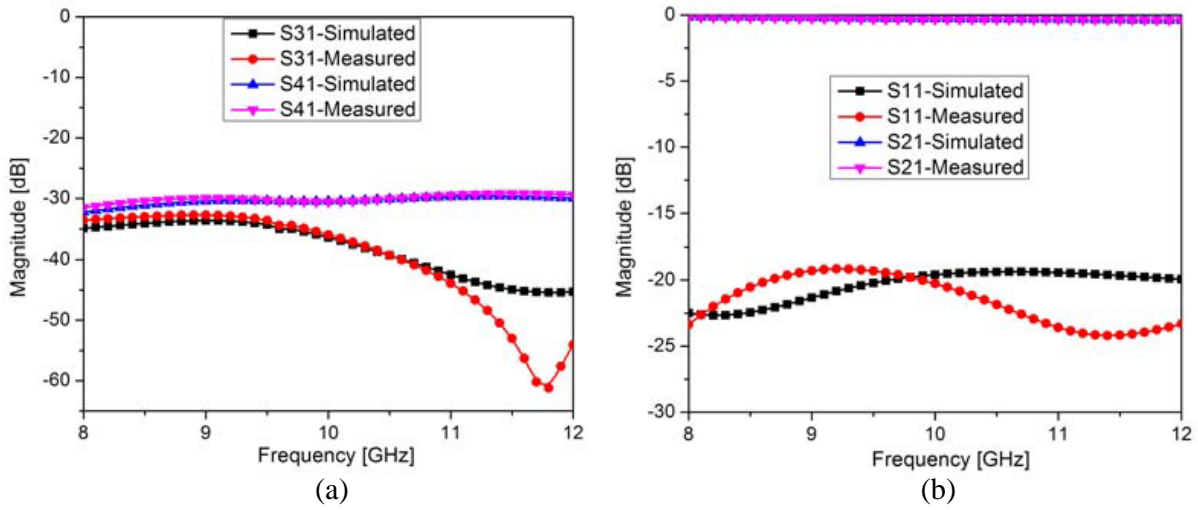 0
-10
-20
-30
-40
-50
-60
Magnitude [dB]
S31-Simulated
S31-Measured
S41-Simulated
S41-Measured
8
9
10
11
12
Frequency [GHz]
(a)
0
-5
-10
-15
-20
-25
-30
Magnitude [dB]
S11-Simulated
S11-Measured
S21-Simulated
S21-Measured
8
9
10
11
12
Frequency [GHz]
(b)